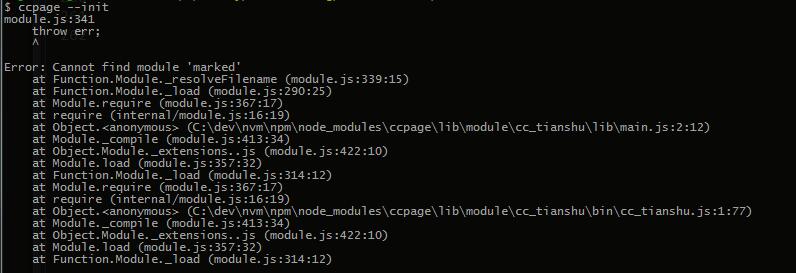 $ ccpage --init
module.js:341
    throw err;
    ^

Error: Cannot find module 'marked'
    at Function.Module._resolveFilename (module.js:339:15)
    at Function.Module._load (module.js:290:25)
    at Module.require (module.js:367:17)
    at require (internal/module.js:16:19)
    at Object.<anonymous> (C:\dev\nvm\npm\node_modules\ccpage\lib\module\cc_tianshu\lib\main.js:2:12)
    at Module._compile (module.js:413:34)
    at Object.Module._extensions..js (module.js:422:10)
    at Module.load (module.js:357:32)
    at Function.Module._load (module.js:314:12)
    at Module.require (module.js:367:17)
    at require (internal/module.js:16:19)
    at Object.<anonymous> (C:\dev\nvm\npm\node_modules\ccpage\lib\module\cc_tianshu\bin\cc_tianshu.js:1:77)
    at Module._compile (module.js:413:34)
    at Object.Module._extensions..js (module.js:422:10)
    at Module.load (module.js:357:32)
    at Function.Module._load (module.js:314:12)